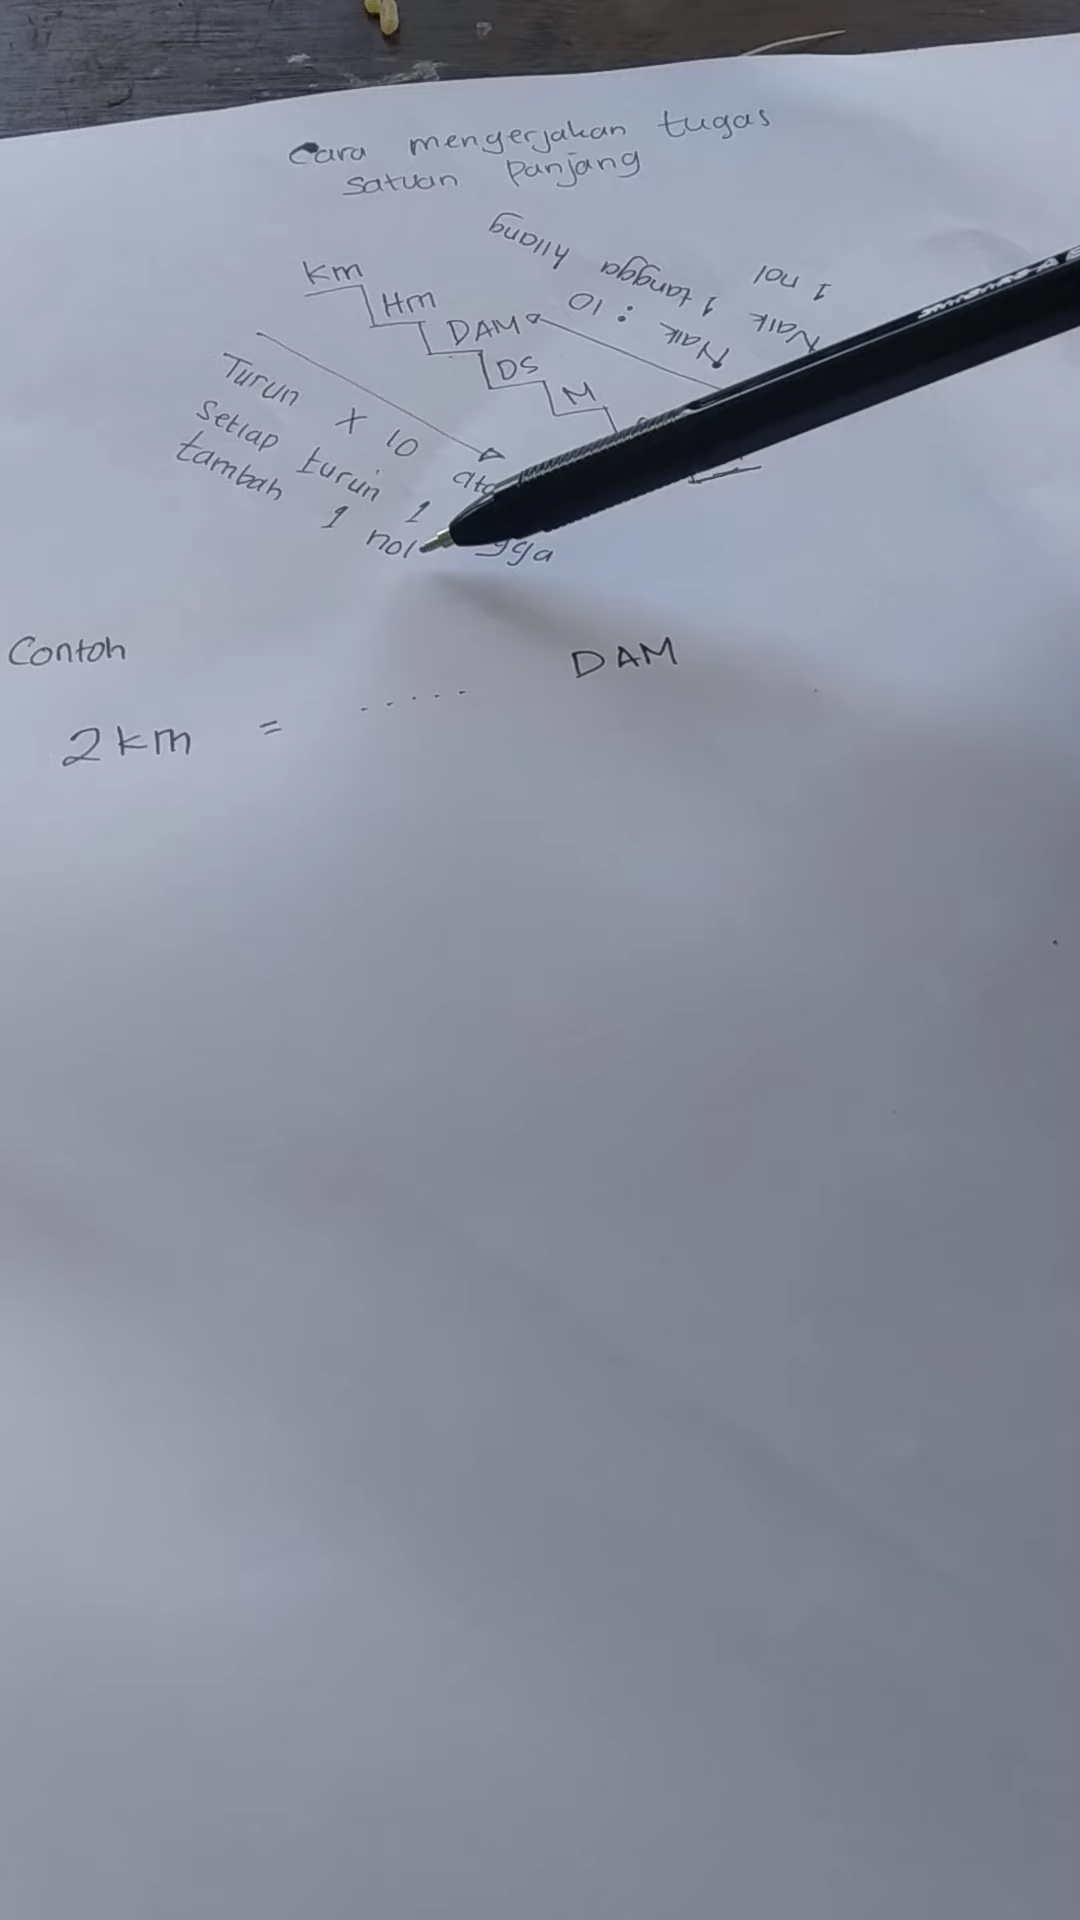 Cara mengerjakan tugas
satuan panjang
Km
Hm
DAM
DS
M
Naik : 10
Naik 1 tangga hilang
1 nol
Turun x 10
setiap turun 1
tambah 1 nol
Contoh
2 km = ..... DAM